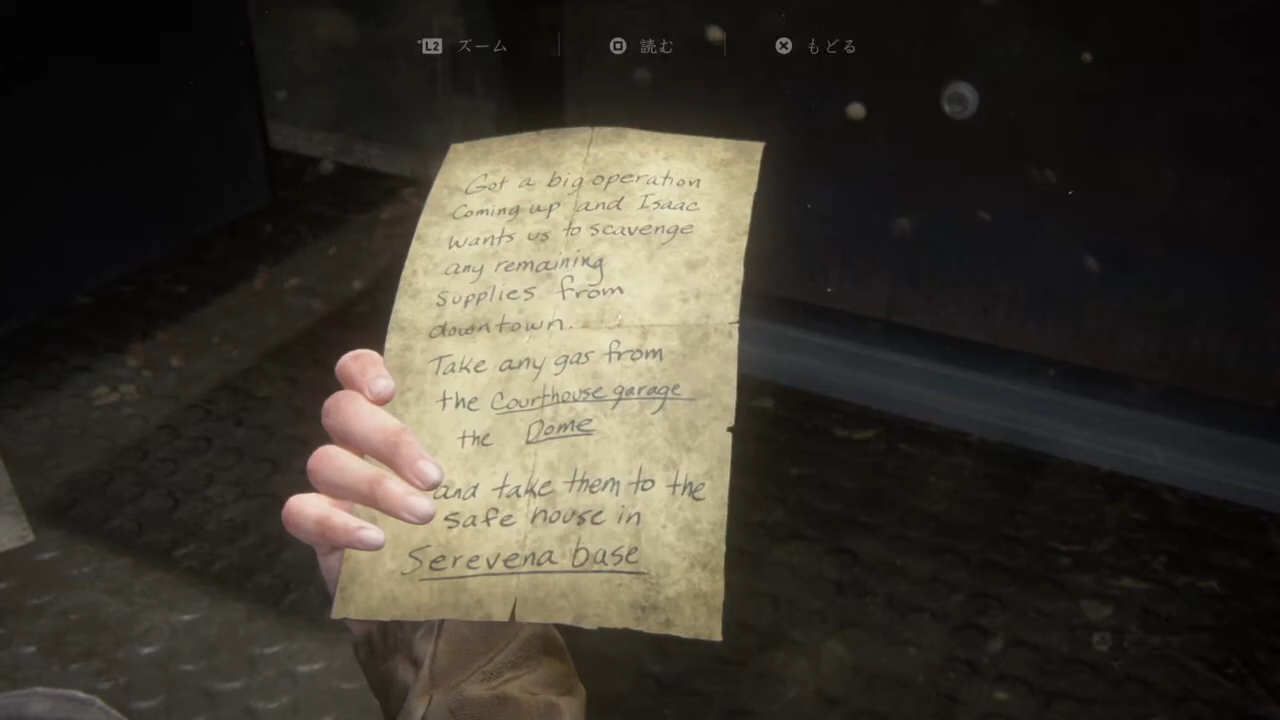 L2 ズーム 読む もどる
Got a big operation
Coming up and Isaac
wants us to scavenge
any remaining
supplies from
downtown.
Take any gas from
the Courthouse garage
the Dome
and take them to the
safe house in
Serevena base